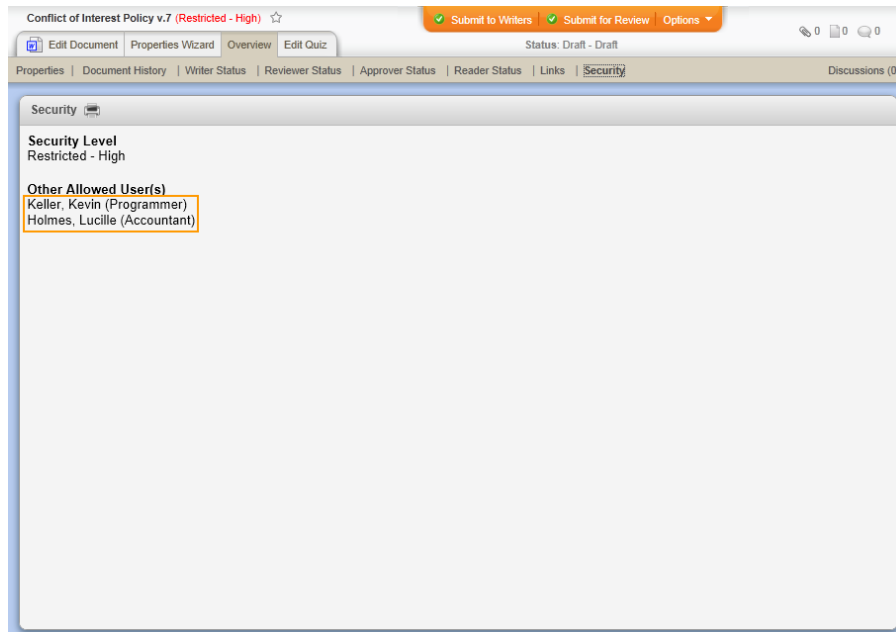 Conflict of Interest Policy v.7 (Restricted - High)
Submit to Writers | Submit for Review | Options
0 0 0
Edit Document Properties Wizard Overview Edit Quiz
Status: Draft - Draft
Properties | Document History | Writer Status | Reviewer Status | Approver Status | Reader Status | Links | Security
Discussions (0
Security
Security Level
Restricted - High
Other Allowed User(s)
Keller, Kevin (Programmer)
Holmes, Lucille (Accountant)